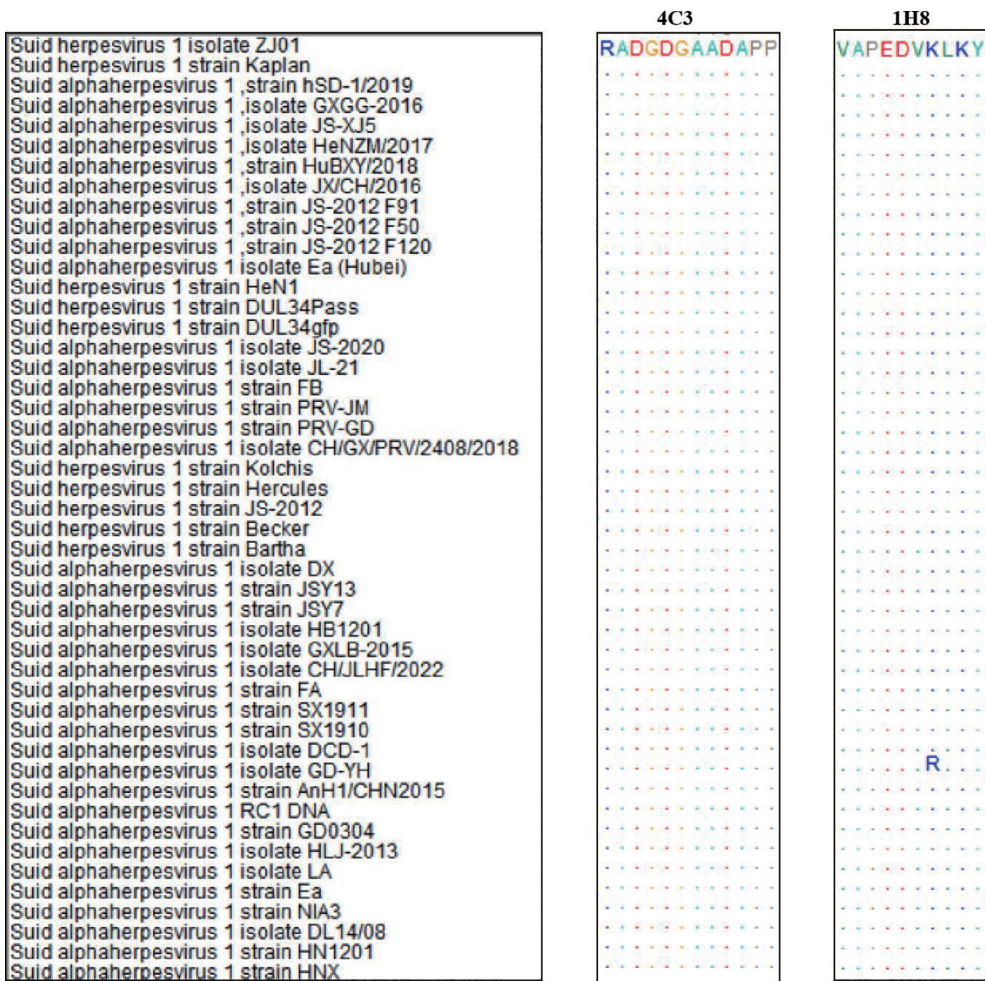 4C3 1H8
Suid herpesvirus 1 isolate ZJ01 RADGDGAADAPP VAPEDVKLKY
Suid herpesvirus 1 strain Kaplan ............ ..........
Suid alphaherpesvirus 1 ,strain hSD-1/2019 ............ ..........
Suid alphaherpesvirus 1 ,isolate GXGG-2016 ............ ..........
Suid alphaherpesvirus 1 ,isolate JS-XJ5 ............ ..........
Suid alphaherpesvirus 1 ,isolate HeNZM/2017 ............ ..........
Suid alphaherpesvirus 1 ,strain HuBXY/2018 ............ ..........
Suid alphaherpesvirus 1 ,isolate JX/CH/2016 ............ ..........
Suid alphaherpesvirus 1 ,strain JS-2012 F91 ............ ..........
Suid alphaherpesvirus 1 ,strain JS-2012 F50 ............ ..........
Suid alphaherpesvirus 1 ,strain JS-2012 F120 ............ ..........
Suid alphaherpesvirus 1 isolate Ea (Hubei) ............ ..........
Suid herpesvirus 1 strain HeN1 ............ ..........
Suid alphaherpesvirus 1 strain DUL34Pass ............ ..........
Suid alphaherpesvirus 1 strain DUL34gfp ............ ..........
Suid alphaherpesvirus 1 isolate JS-2020 ............ ..........
Suid alphaherpesvirus 1 isolate JL-21 ............ ..........
Suid alphaherpesvirus 1 strain FB ............ ..........
Suid alphaherpesvirus 1 strain PRV-JM ............ ..........
Suid alphaherpesvirus 1 strain PRV-GD ............ ..........
Suid alphaherpesvirus 1 isolate CH/GX/PRV/2408/2018 ............ ..........
Suid herpesvirus 1 strain Kolchis ............ ..........
Suid herpesvirus 1 strain Hercules ............ ..........
Suid herpesvirus 1 strain JS-2012 ............ ..........
Suid herpesvirus 1 strain Becker ............ ..........
Suid herpesvirus 1 strain Bartha ............ ..........
Suid alphaherpesvirus 1 isolate DX ............ ..........
Suid alphaherpesvirus 1 strain JSY13 ............ ..........
Suid alphaherpesvirus 1 strain JSY7 ............ ..........
Suid alphaherpesvirus 1 isolate HB1201 ............ ..........
Suid alphaherpesvirus 1 isolate GXLB-2015 ............ ..........
Suid alphaherpesvirus 1 isolate CH/JLHF/2022 ............ ..........
Suid alphaherpesvirus 1 strain FA ............ ..........
Suid alphaherpesvirus 1 strain SX1911 ............ ..........
Suid alphaherpesvirus 1 strain SX1910 ............ ..........
Suid alphaherpesvirus 1 isolate DCD-1 ............ ..........
Suid alphaherpesvirus 1 isolate GD-YH ............ ......R...
Suid alphaherpesvirus 1 strain AnH1/CHN2015 ............ ..........
Suid alphaherpesvirus 1 RC1 DNA ............ ..........
Suid alphaherpesvirus 1 strain GD0304 ............ ..........
Suid alphaherpesvirus 1 isolate HLJ-2013 ............ ..........
Suid alphaherpesvirus 1 isolate LA ............ ..........
Suid alphaherpesvirus 1 strain Ea ............ ..........
Suid alphaherpesvirus 1 strain NIA3 ............ ..........
Suid alphaherpesvirus 1 isolate DL14/08 ............ ..........
Suid alphaherpesvirus 1 strain HN1201 ............ ..........
Suid alphaherpesvirus 1 strain HNX ............ ..........